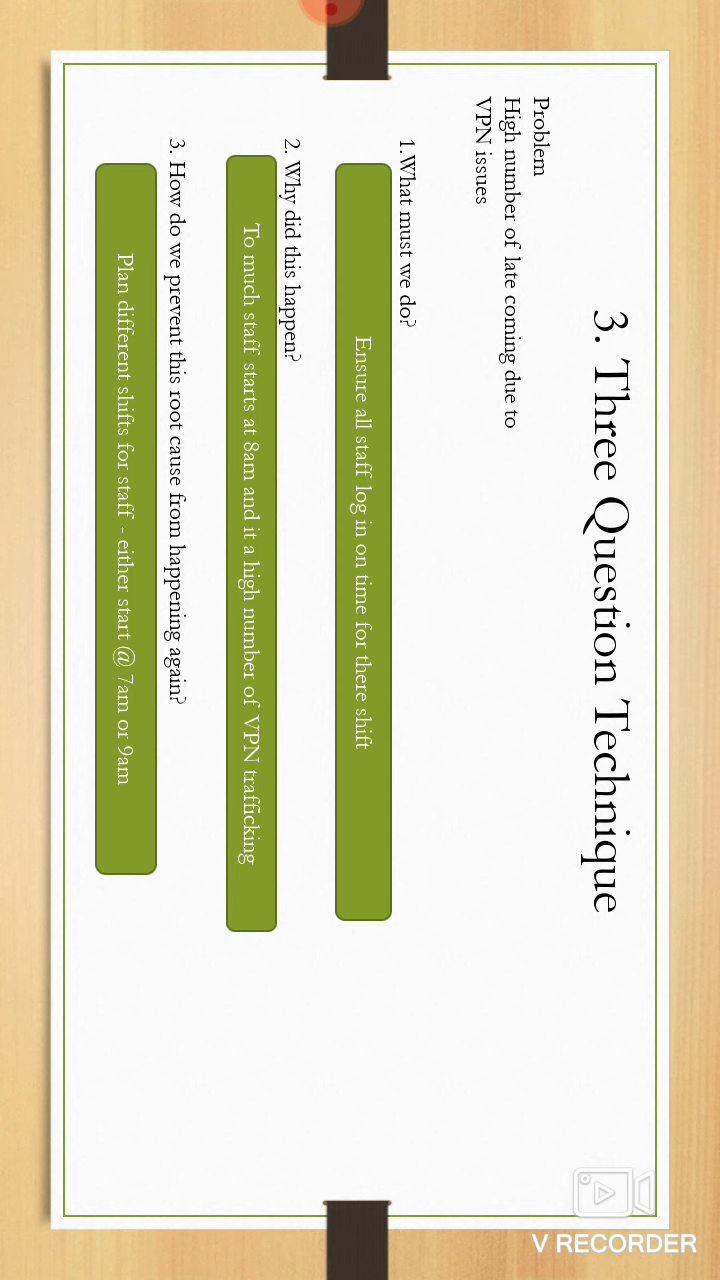 3. Three Question Technique
Problem
High number of late coming due to
VPN issues
1.What must we do?
Ensure all staff log in on time for there shift
2. Why did this happen?
To much staff starts at 8am and it a high number of VPN trafficking
3. How do we prevent this root cause from happening again?
Plan different shifts for staff - either start @ 7am or 9am
V RECORDER